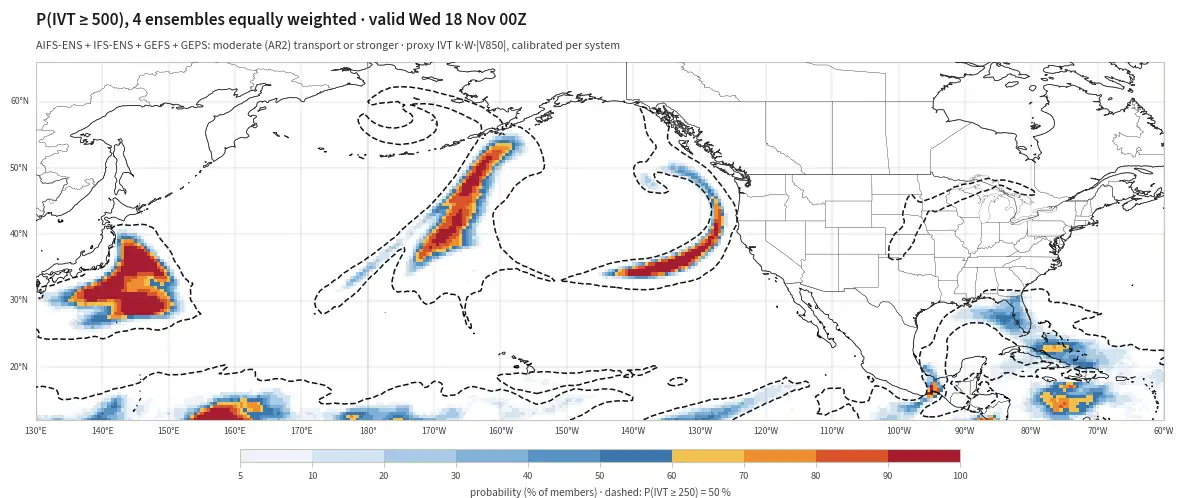 P(IVT ≥ 500), 4 ensembles equally weighted · valid Wed 18 Nov 00Z
AIFS-ENS + IFS-ENS + GEFS + GEPS: moderate (AR2) transport or stronger · proxy IVT k·W·|V850|, calibrated per system
60°N
50°N
40°N
30°N
20°N
130°E 140°E 150°E 160°E 170°E 180° 170°W 160°W 150°W 140°W 130°W 120°W 110°W 100°W 90°W 80°W 70°W 60°W
5 10 20 30 40 50 60 70 80 90 100
probability (% of members) · dashed: P(IVT ≥ 250) = 50 %